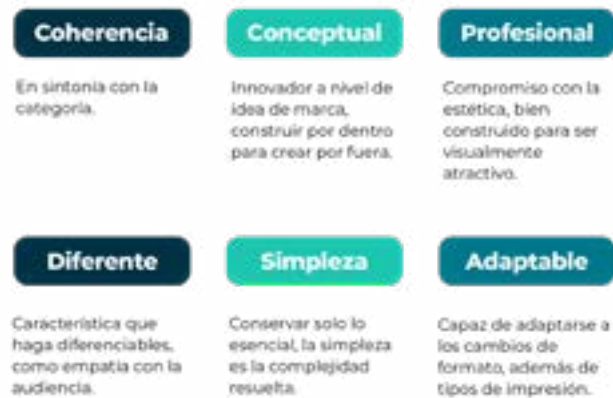 Coherencia
En sintonía con la
categoría.
Conceptual
Innovador a nivel de
idea de marca,
construir por dentro
para crear por fuera.
Profesional
Compromiso con la
estética, bien
construido para ser
visualmente
atractivo.
Diferente
Característica que
haga diferenciables,
como empatía con la
audiencia.
Simpleza
Conservar solo lo
esencial, la simpleza
es la complejidad
resuelta.
Adaptable
Capaz de adaptarse a
los cambios de
formato, además de
tipos de impresión.